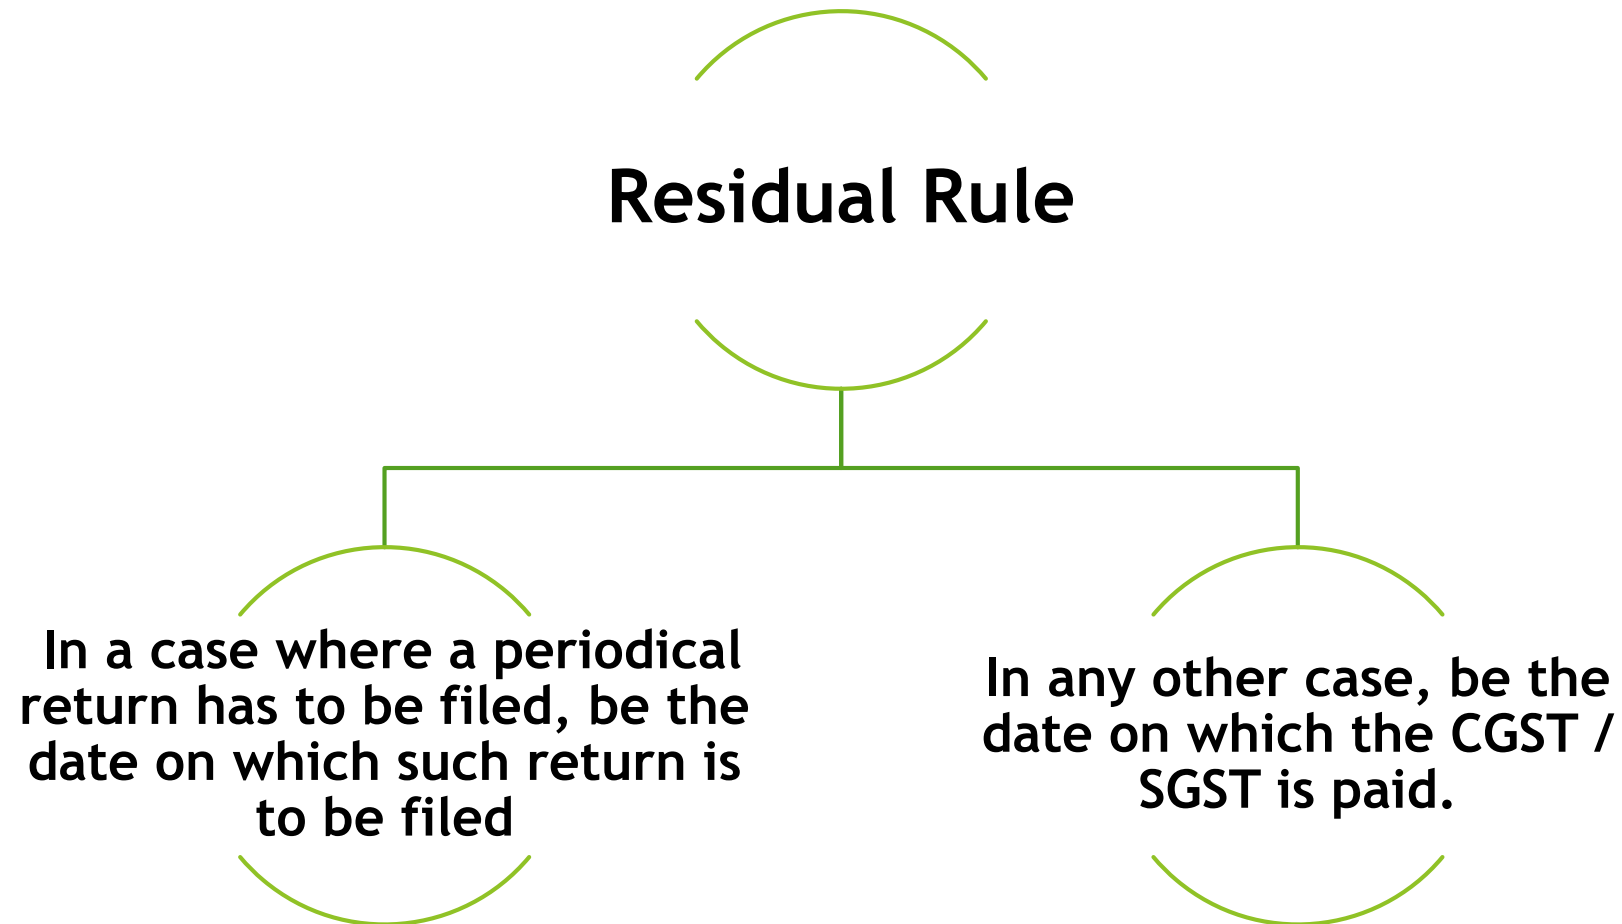 Residual Rule
In a case where a periodical
return has to be filed, be the
date on which such return is
to be filed
In any other case, be the
date on which the CGST /
SGST is paid.